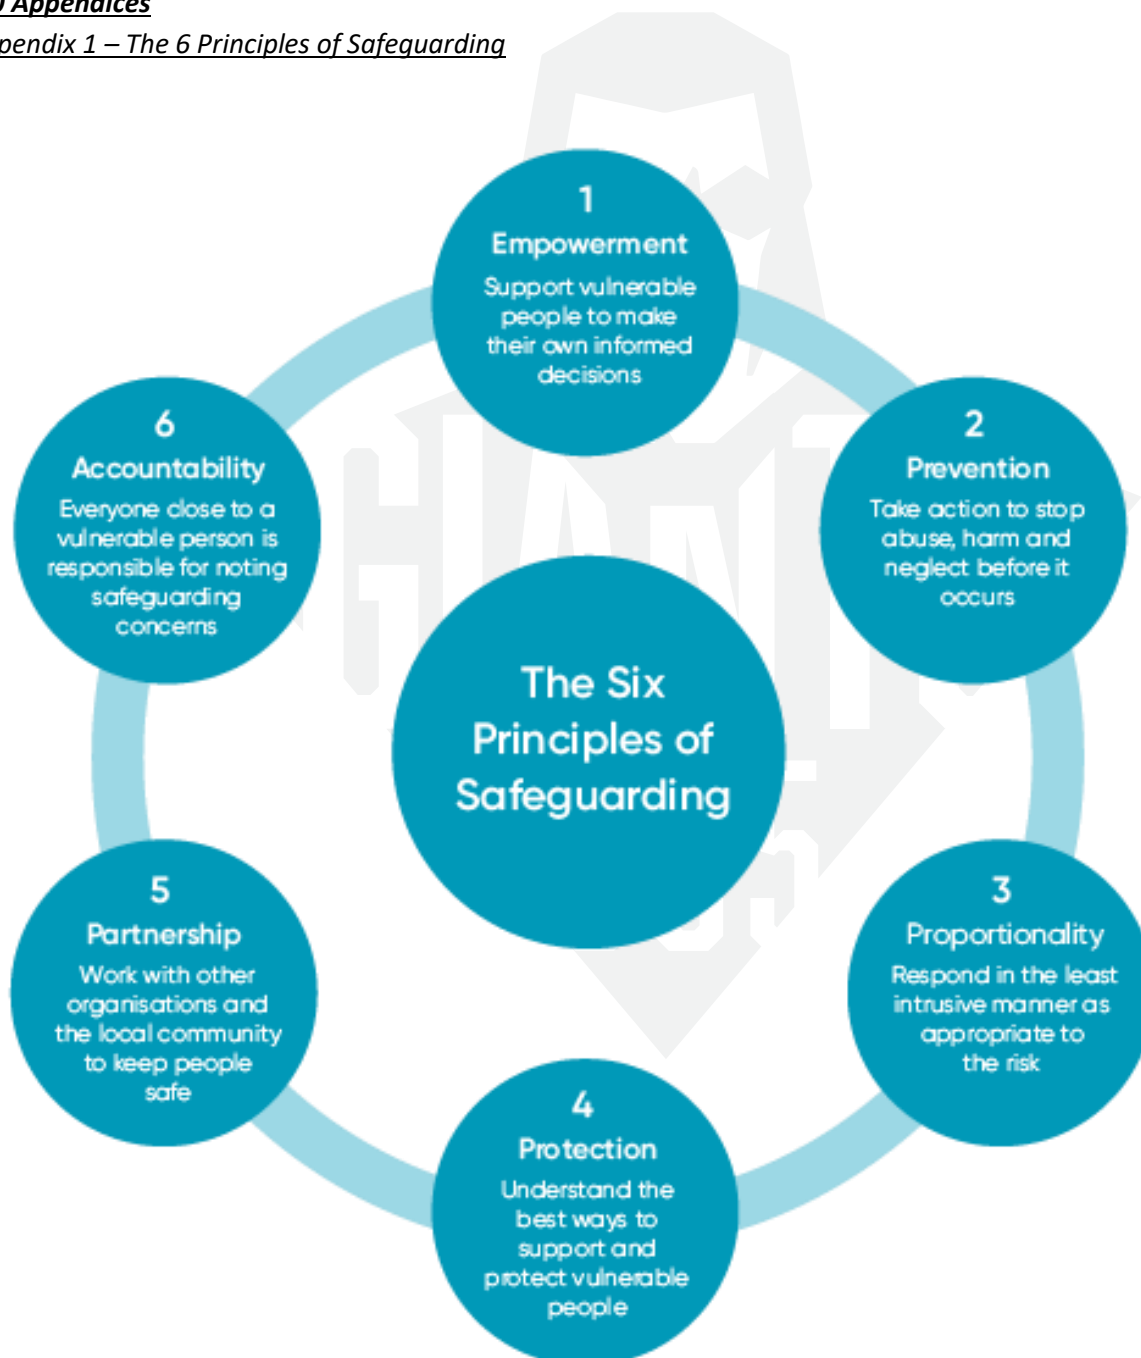 0 Appendices
pendix 1 – The 6 Principles of Safeguarding
1
Empowerment
Support vulnerable
people to make
their own informed
decisions
2
Prevention
Take action to stop
abuse, harm and
neglect before it
occurs
3
Proportionality
Respond in the least
intrusive manner as
appropriate to
the risk
4
Protection
Understand the
best ways to
support and
protect vulnerable
people
5
Partnership
Work with other
organisations and
the local community
to keep people
safe
6
Accountability
Everyone close to a
vulnerable person is
responsible for noting
safeguarding
concerns
The Six
Principles of
Safeguarding